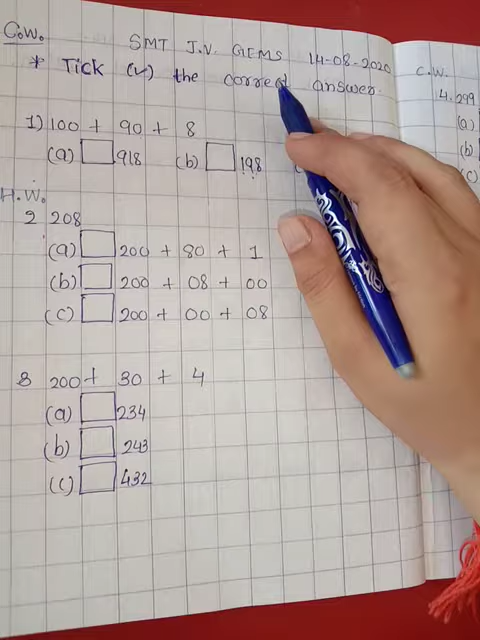 C.W.
SMT J.V. GEMS 14-08-2020
* Tick (✓) the correct answer.
1) 100 + 90 + 8
(a) 918 (b) 198
H.W.
2 208
(a) 200 + 80 + 1
(b) 200 + 08 + 00
(c) 200 + 00 + 08
3 200 + 30 + 4
(a) 234
(b) 243
(c) 432
C.W.
4. 299
(a)
(b)
(c)